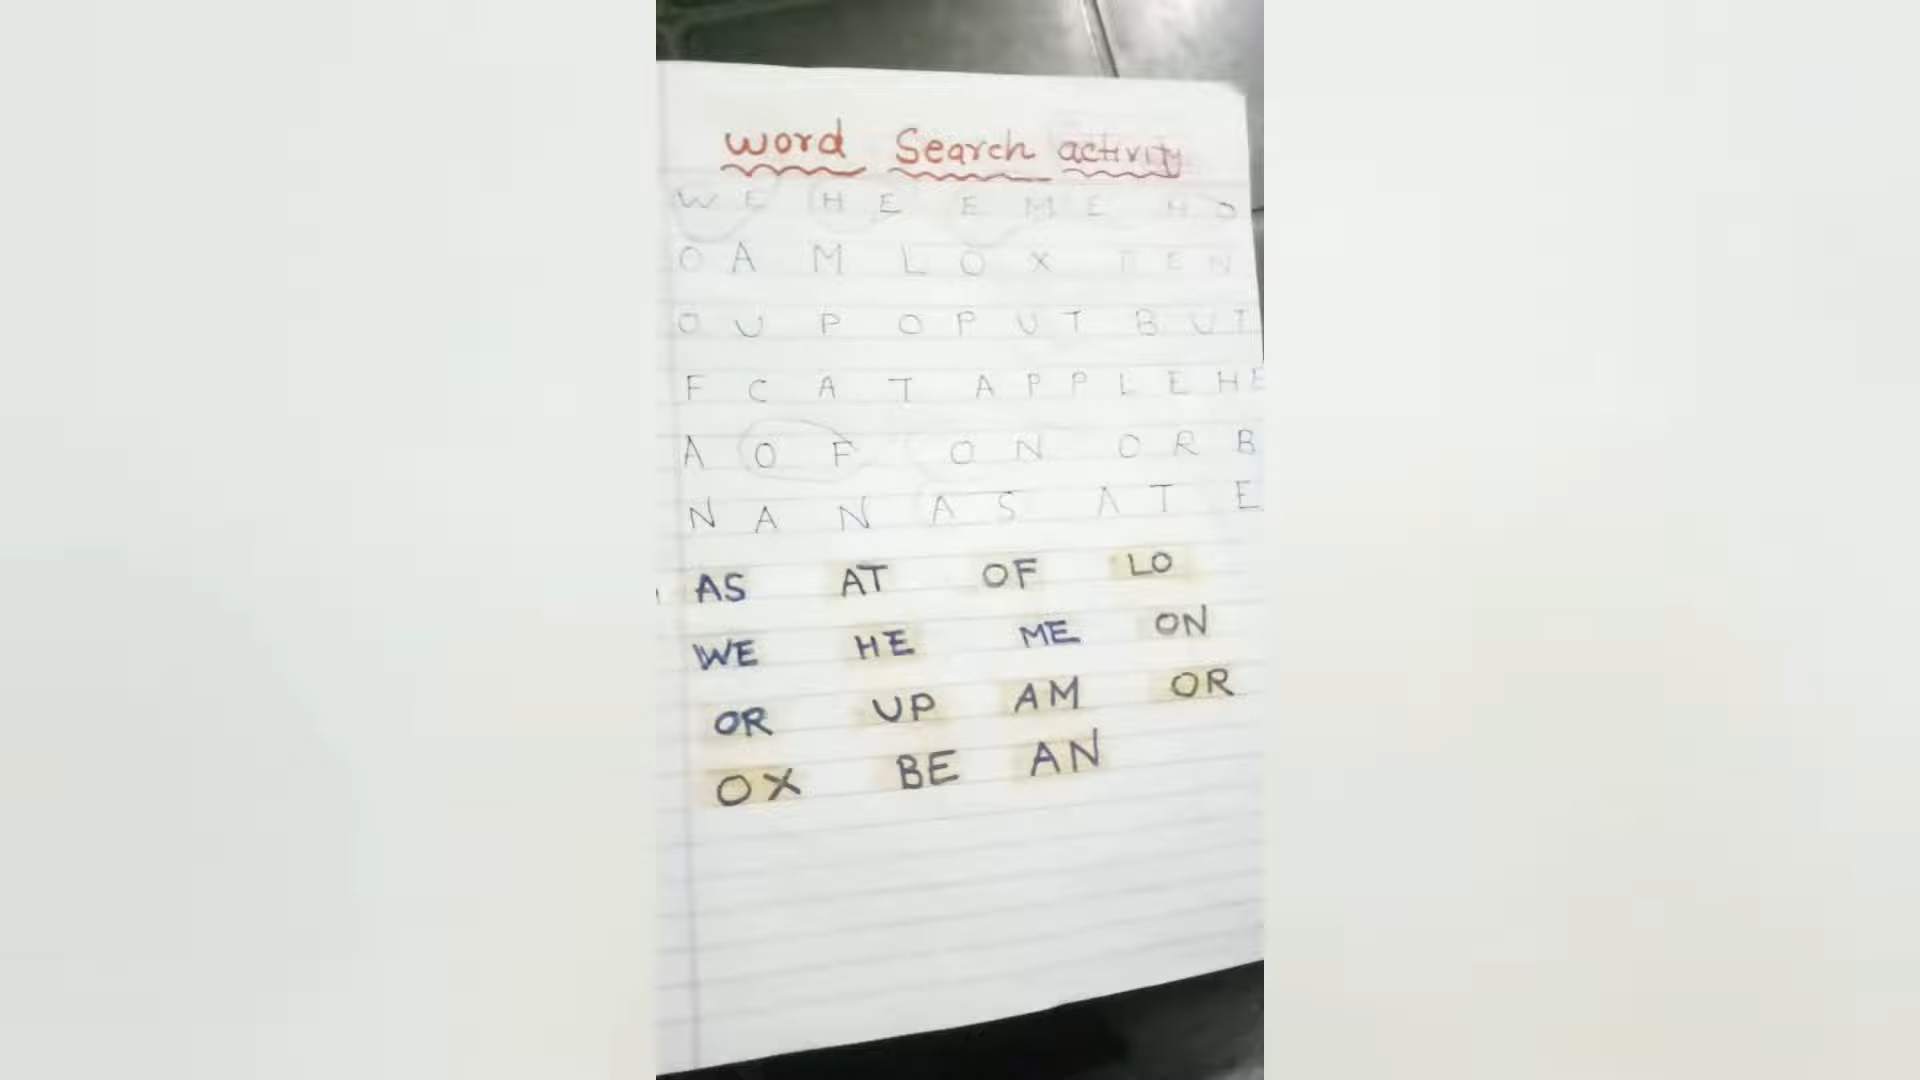 word Search activity
W E H E E M E H O
O A M L O X T E N
O U P O P U T B U T
F C A T A P P L E H E
A O F O N O R B
N A N A S A T E
AS AT OF LO
WE HE ME ON
OR UP AM OR
OX BE AN